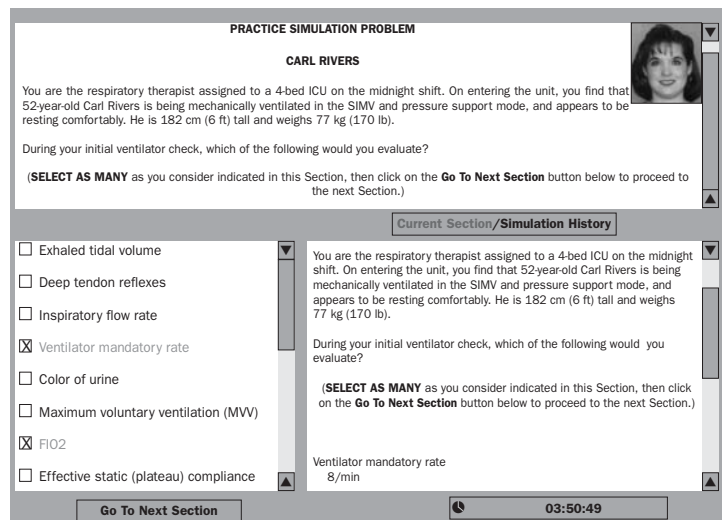 PRACTICE SIMULATION PROBLEM
CARL RIVERS
You are the respiratory therapist assigned to a 4-bed ICU on the midnight shift. On entering the unit, you find that
52-year-old Carl Rivers is being mechanically ventilated in the SIMV and pressure support mode, and appears to be
resting comfortably. He is 182 cm (6 ft) tall and weighs 77 kg (170 lb).
During your initial ventilator check, which of the following would you evaluate?
(SELECT AS MANY as you consider indicated in this Section, then click on the Go To Next Section button below to proceed to
the next Section.)
Current Section/Simulation History
Exhaled tidal volume
Deep tendon reflexes
Inspiratory flow rate
X Ventilator mandatory rate
Color of urine
Maximum voluntary ventilation (MVV)
X FIO2
Effective static (plateau) compliance
You are the respiratory therapist assigned to a 4-bed ICU on the midnight
shift. On entering the unit, you find that 52-year-old Carl Rivers is being
mechanically ventilated in the SIMV and pressure support mode, and
appears to be resting comfortably. He is 182 cm (6 ft) tall and weighs
77 kg (170 lb).
During your initial ventilator check, which of the following would you
evaluate?
(SELECT AS MANY as you consider indicated in this Section, then click
on the Go To Next Section button below to proceed to the next Section.)
Ventilator mandatory rate
8/min
Go To Next Section
03:50:49